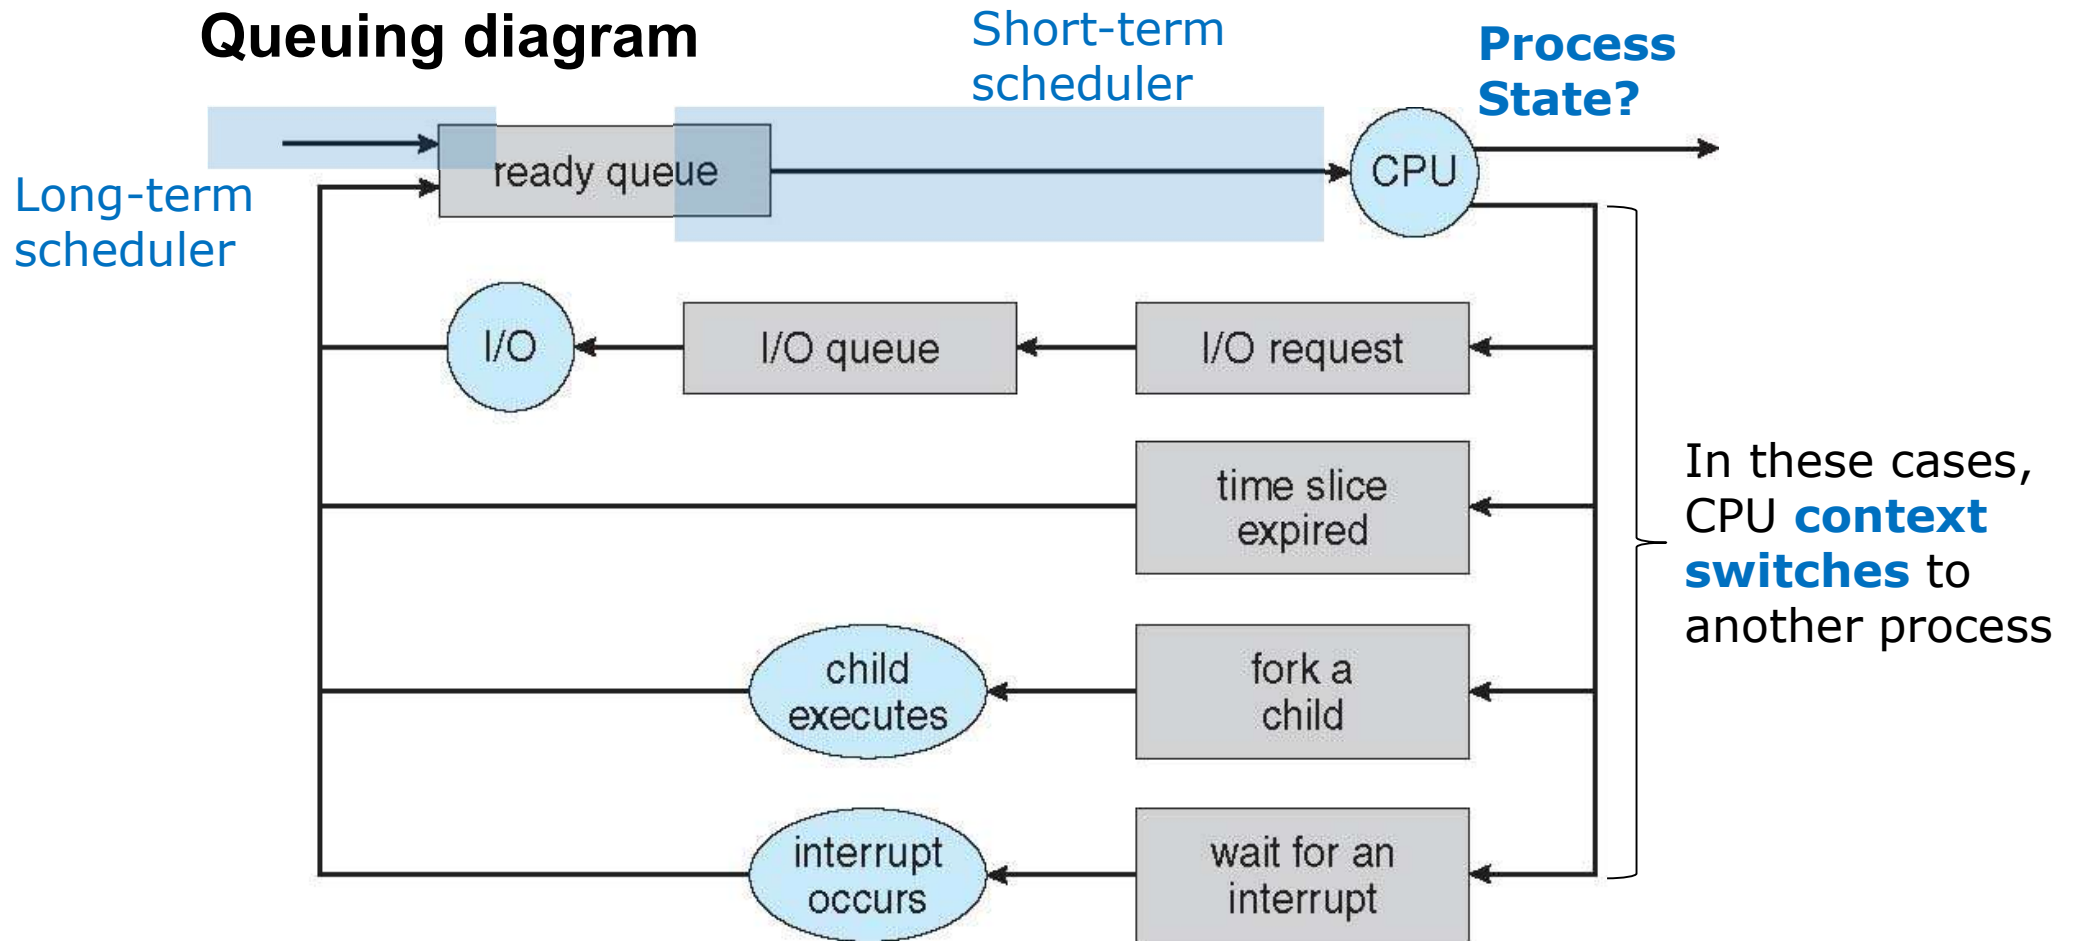 Queuing diagram
Short-term
scheduler
Process
State?
Long-term
scheduler
ready queue
CPU
I/O
I/O queue
I/O request
time slice
expired
In these cases,
CPU context
switches to
another process
child
executes
fork a
child
interrupt
occurs
wait for an
interrupt